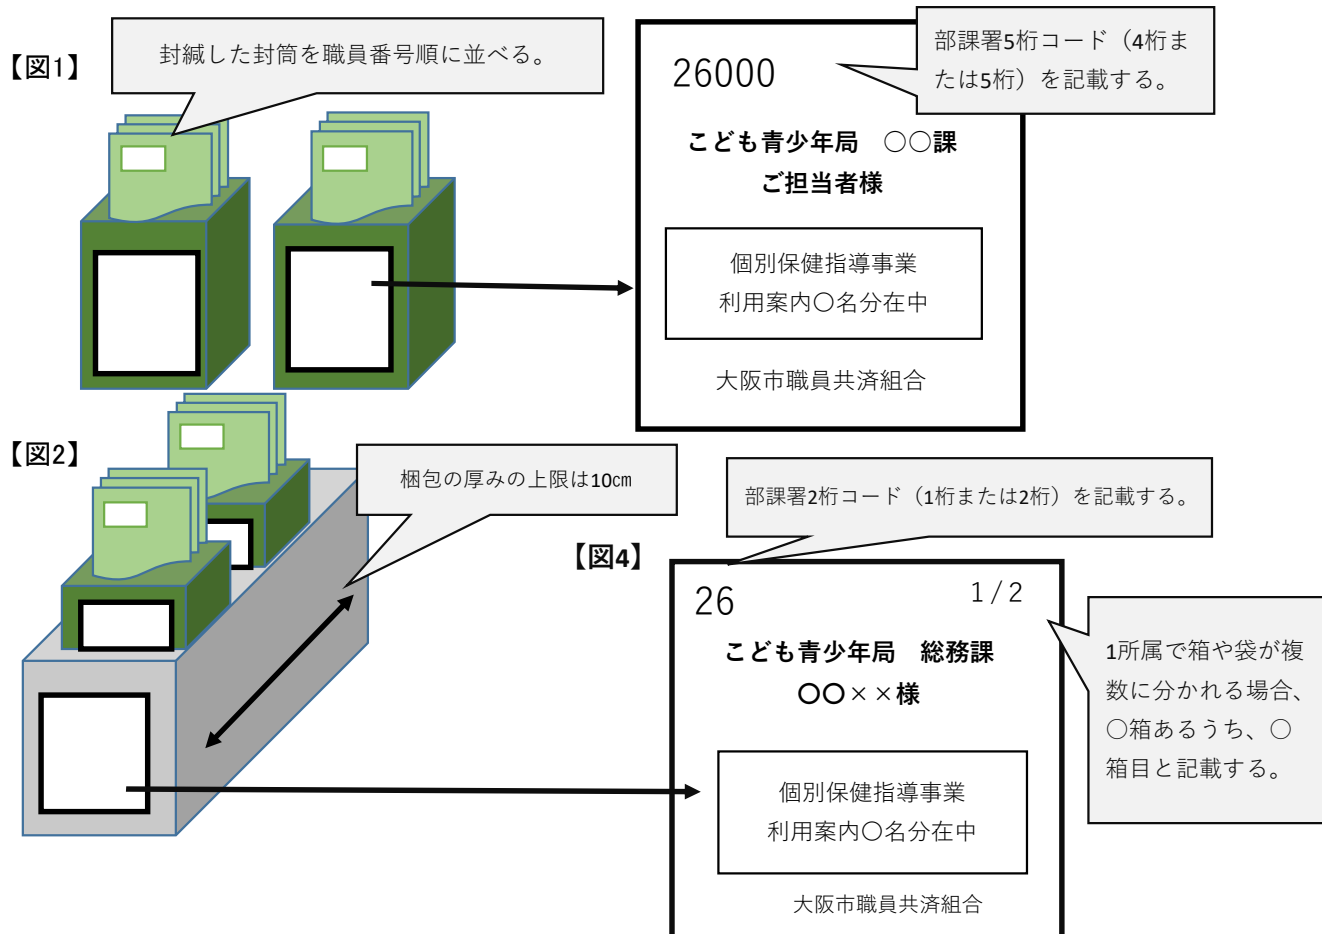 【図1】
封緘した封筒を職員番号順に並べる。
部課署5桁コード（4桁ま
たは5桁）を記載する。
26000
こども青少年局　○○課
ご担当者様
個別保健指導事業
利用案内○名分在中
大阪市職員共済組合
【図2】
梱包の厚みの上限は10㎝
部課署2桁コード（1桁または2桁）を記載する。
【図4】
26
1/2
こども青少年局　総務課
○○××様
1所属で箱や袋が複
数に分かれる場合、
○箱あるうち、○
箱目と記載する。
個別保健指導事業
利用案内○名分在中
大阪市職員共済組合